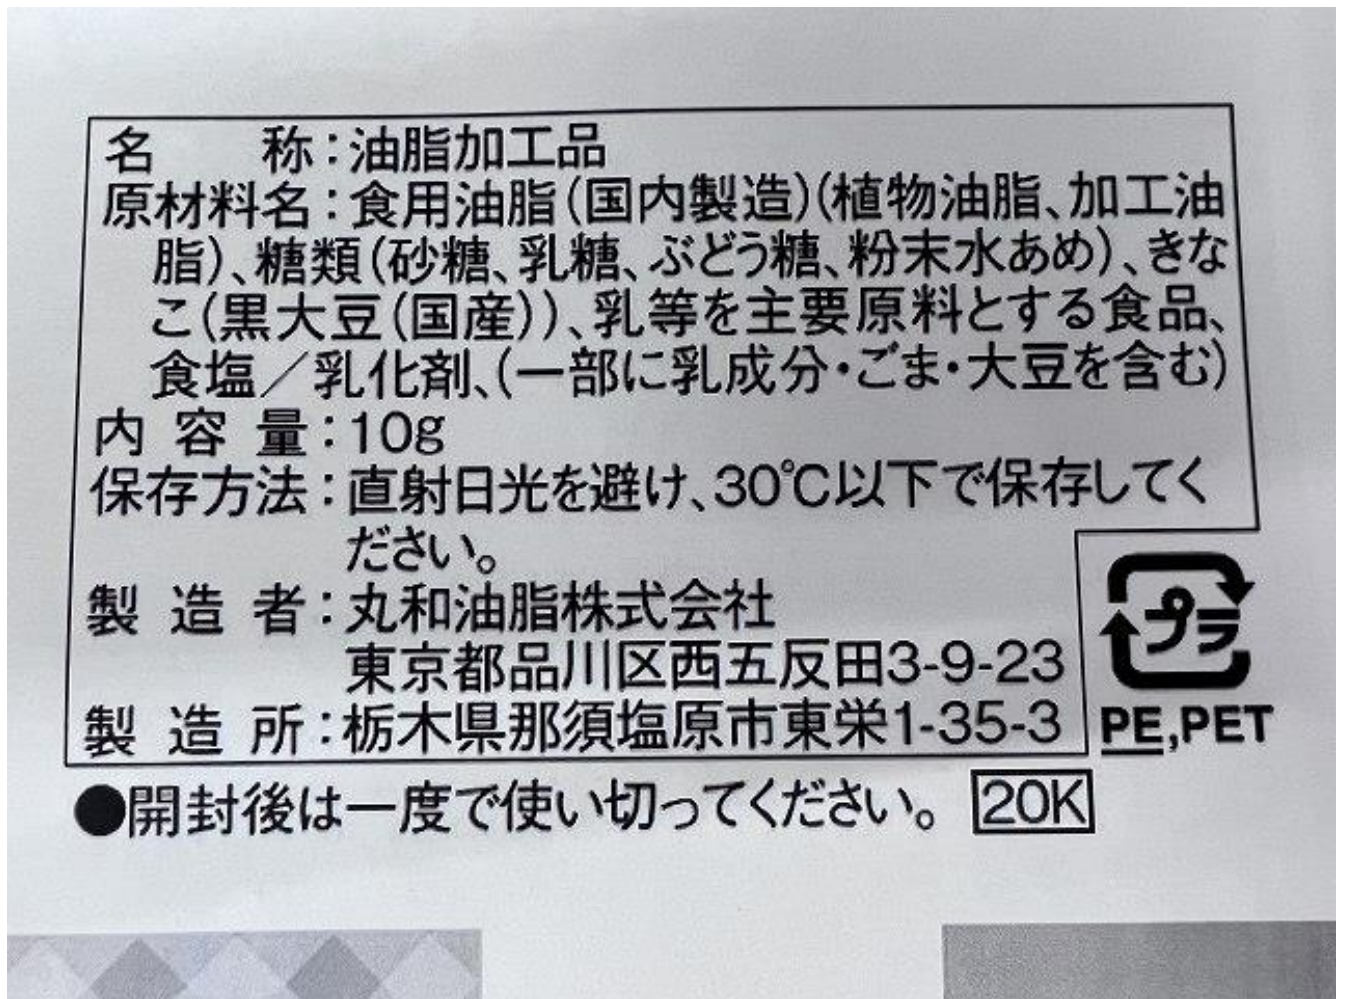 名　　称：油脂加工品
原材料名：食用油脂（国内製造）（植物油脂、加工油
脂）、糖類（砂糖、乳糖、ぶどう糖、粉末水あめ）、きな
こ（黒大豆（国産））、乳等を主要原料とする食品、
食塩／乳化剤、（一部に乳成分・ごま・大豆を含む）
内容量：10g
保存方法：直射日光を避け、30℃以下で保存してく
ださい。
製造者：丸和油脂株式会社
東京都品川区西五反田3-9-23
製造所：栃木県那須塩原市東栄1-35-3
プラ
PE,PET
●開封後は一度で使い切ってください。 20K